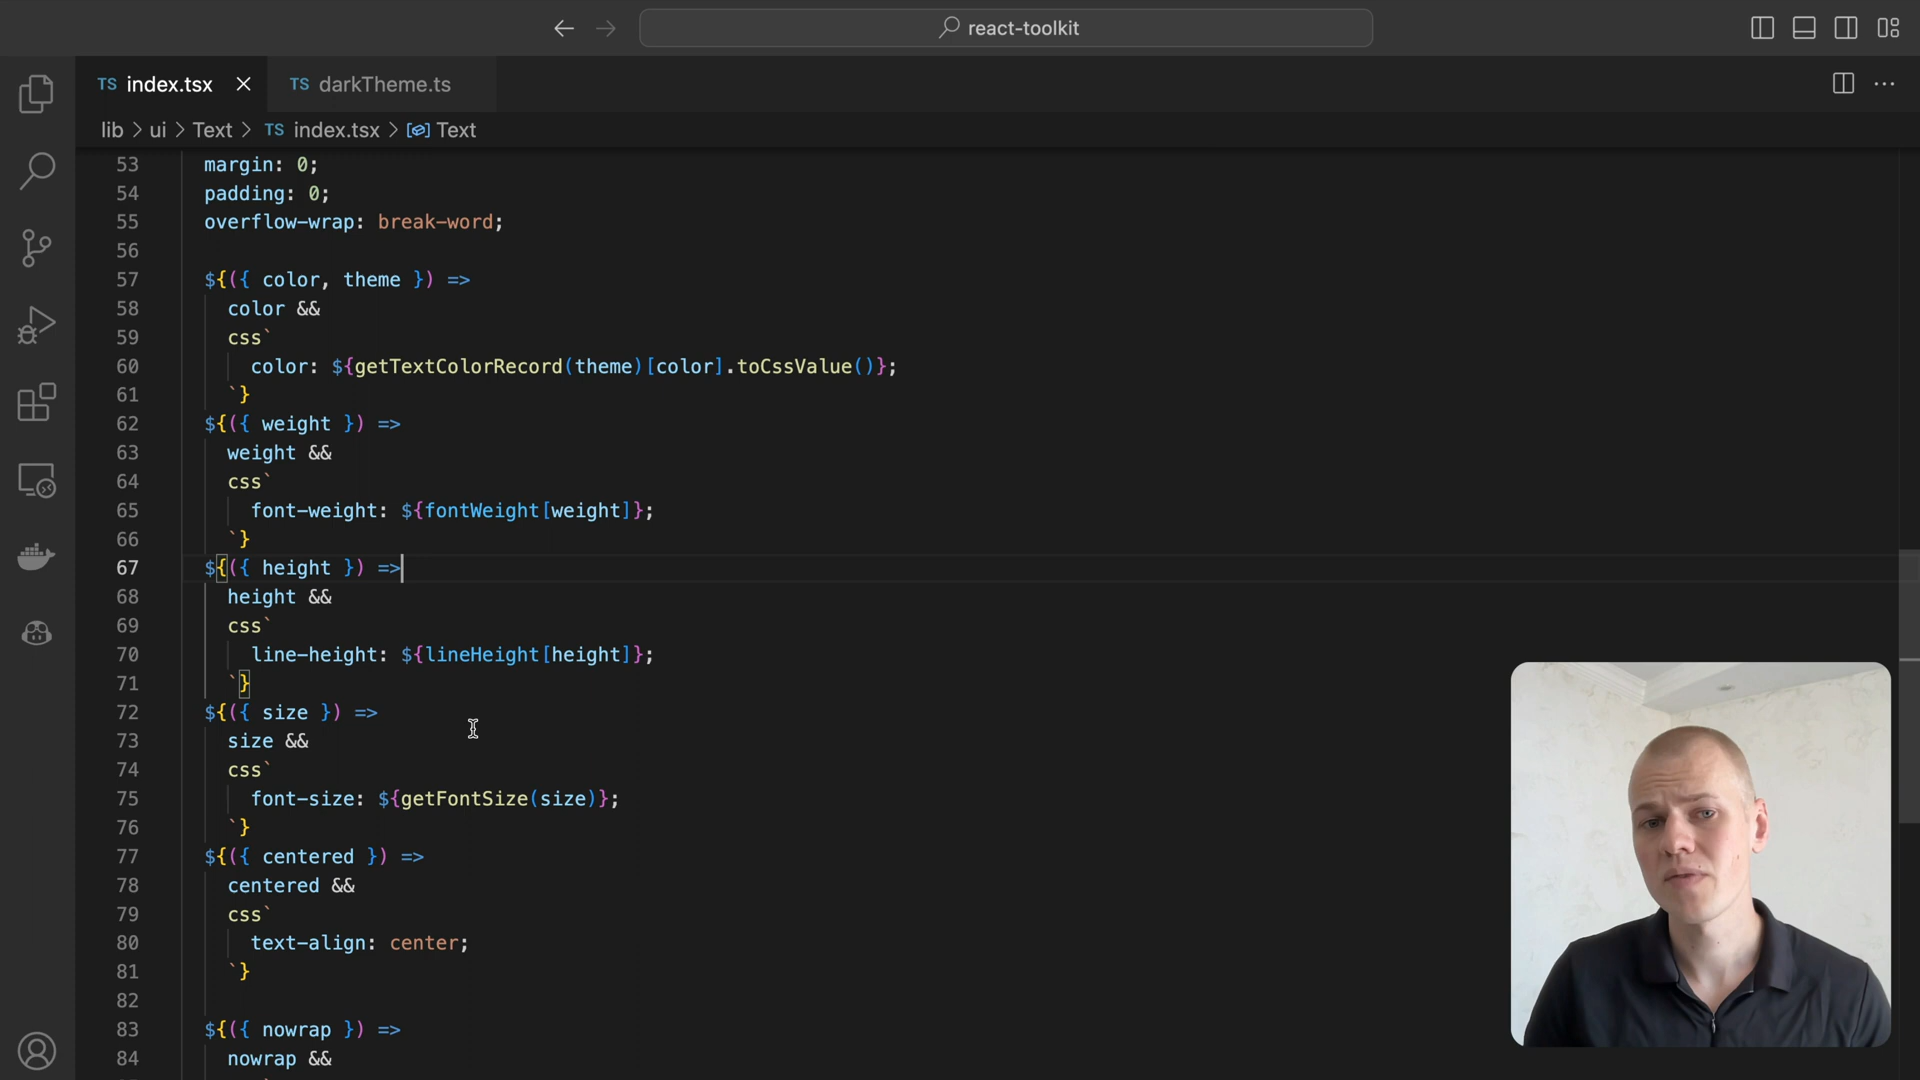 react-toolkit
TS index.tsx
TS darkTheme.ts
lib > ui > Text > TS index.tsx > Text
53 margin: 0;
54 padding: 0;
55 overflow-wrap: break-word;
56
57 ${({ color, theme }) =>
58 color &&
59 css`
60 color: ${getTextColorRecord(theme)[color].toCssValue()};
61 `}
62 ${({ weight }) =>
63 weight &&
64 css`
65 font-weight: ${fontWeight[weight]};
66 `}
67 ${({ height }) =>
68 height &&
69 css`
70 line-height: ${lineHeight[height]};
71 `}
72 ${({ size }) =>
73 size &&
74 css`
75 font-size: ${getFontSize(size)};
76 `}
77 ${({ centered }) =>
78 centered &&
79 css`
80 text-align: center;
81 `}
82
83 ${({ nowrap }) =>
84 nowrap &&